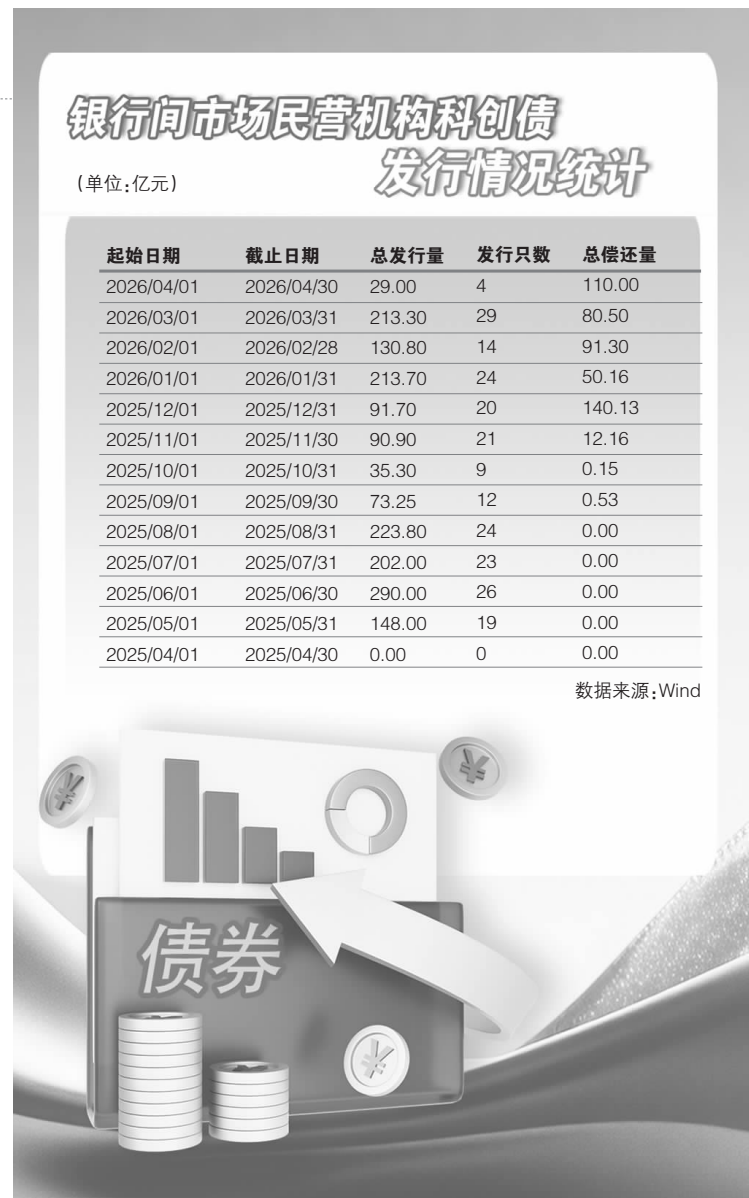 银行间市场民营机构科创债
发行情况统计
(单位:亿元)
起始日期 截止日期 总发行量 发行只数 总偿还量
2026/04/01 2026/04/30 29.00 4 110.00
2026/03/01 2026/03/31 213.30 29 80.50
2026/02/01 2026/02/28 130.80 14 91.30
2026/01/01 2026/01/31 213.70 24 50.16
2025/12/01 2025/12/31 91.70 20 140.13
2025/11/01 2025/11/30 90.90 21 12.16
2025/10/01 2025/10/31 35.30 9 0.15
2025/09/01 2025/09/30 73.25 12 0.53
2025/08/01 2025/08/31 223.80 24 0.00
2025/07/01 2025/07/31 202.00 23 0.00
2025/06/01 2025/06/30 290.00 26 0.00
2025/05/01 2025/05/31 148.00 19 0.00
2025/04/01 2025/04/30 0.00 0 0.00
数据来源:Wind
¥
¥
债券
¥